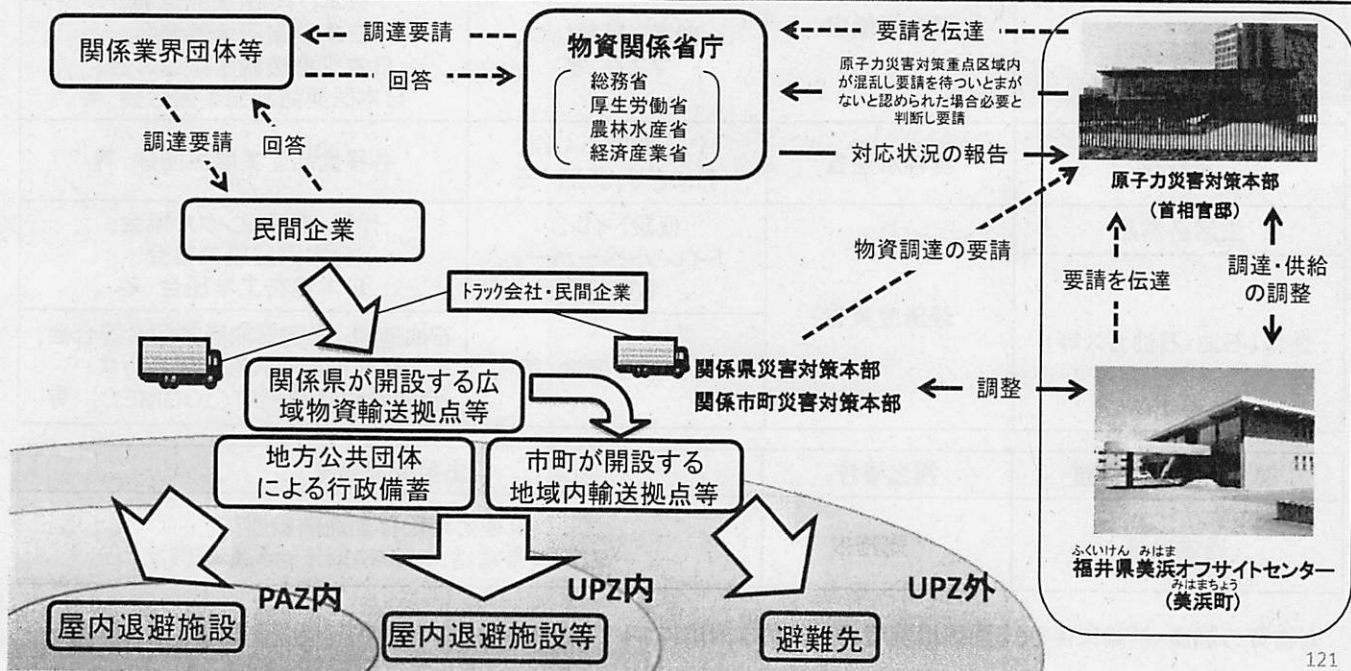 関係業界団体等
調達要請
回答
物資関係省庁
総務省
厚生労働省
農林水産省
経済産業省
要請を伝達
原子力災害対策重点区域内
が混乱し要請を待ついとまが
ないと認められた場合必要と
判断し要請
対応状況の報告
原子力災害対策本部
(首相官邸)
調達要請
回答
民間企業
物資調達の要請
要請を伝達
調達・供給
の調整
トラック会社・民間企業
関係県災害対策本部
関係市町災害対策本部
調整
関係県が開設する広
域物資輸送拠点等
地方公共団体
による行政備蓄
市町が開設する
地域内輸送拠点等
ふくいけん みはま
福井県美浜オフサイトセンター
みはまちょう
(美浜町)
PAZ内
UPZ内
UPZ外
屋内退避施設
屋内退避施設等
避難先
121